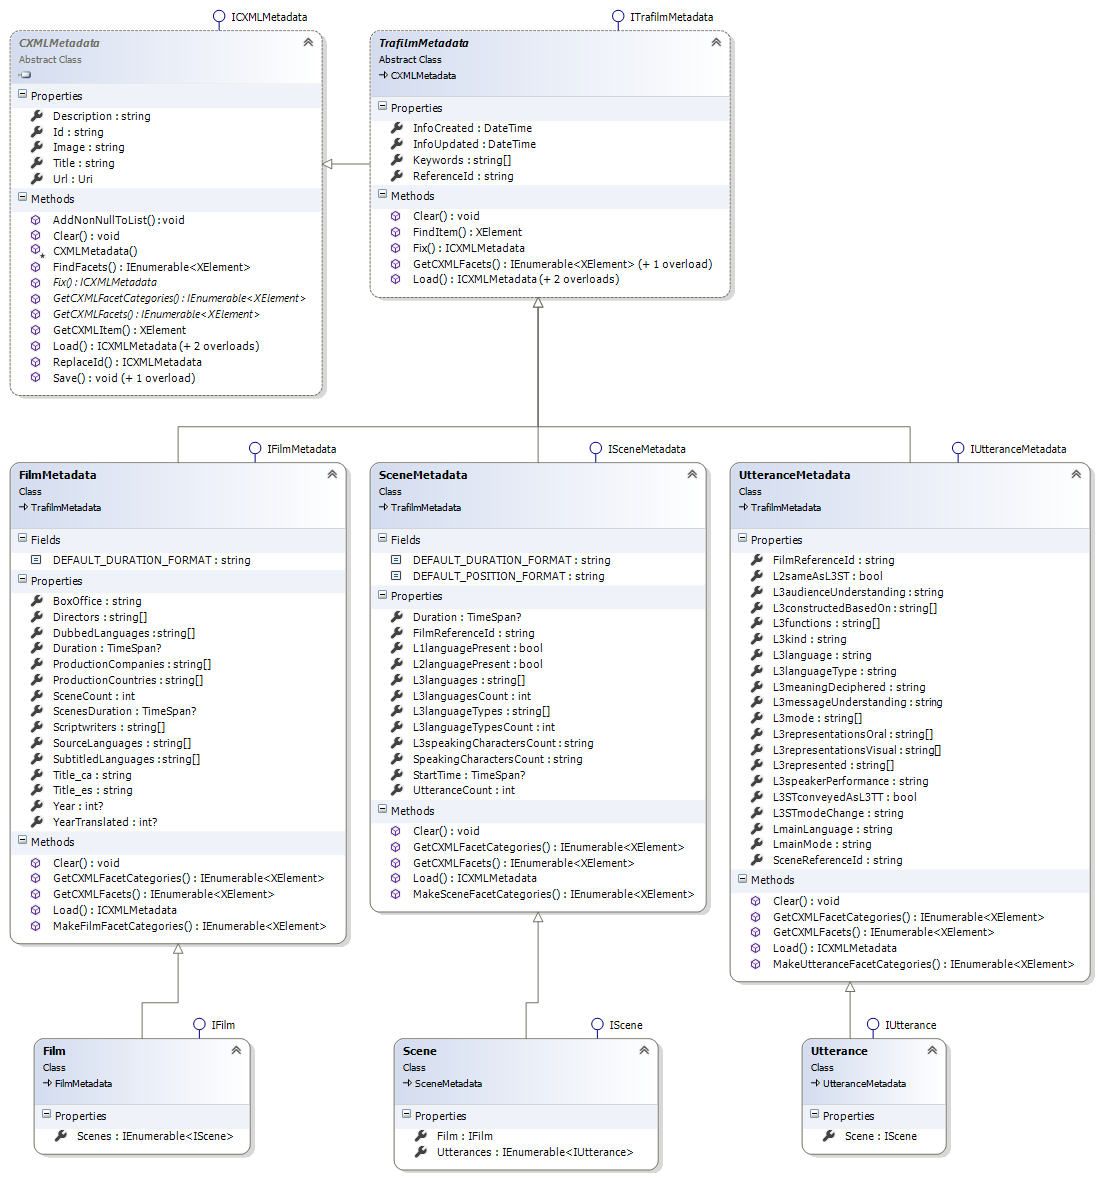 ICXMLMetadata
CXMLMetadata
Abstract Class
Properties
Description : string
Id : string
Image : string
Title : string
Url : Uri
Methods
AddNonNullToList() : void
Clear() : void
CXMLMetadata()
FindFacets() : IEnumerable<XElement>
Fix() : ICXMLMetadata
GetCXMLFacetCategories() : IEnumerable<XElement>
GetCXMLFacets() : IEnumerable<XElement>
GetCXMLItem() : XElement
Load() : ICXMLMetadata (+ 2 overloads)
ReplaceId() : ICXMLMetadata
Save() : void (+ 1 overload)
ITrafilmMetadata
TrafilmMetadata
Abstract Class
CXMLMetadata
Properties
InfoCreated : DateTime
InfoUpdated : DateTime
Keywords : string[]
ReferenceId : string
Methods
Clear() : void
FindItem() : XElement
Fix() : ICXMLMetadata
GetCXMLFacets() : IEnumerable<XElement> (+ 1 overload)
Load() : ICXMLMetadata (+ 2 overloads)
IFilmMetadata
FilmMetadata
Class
TrafilmMetadata
Fields
DEFAULT_DURATION_FORMAT : string
Properties
BoxOffice : string
Directors : string[]
DubbedLanguages : string[]
Duration : TimeSpan?
ProductionCompanies : string[]
ProductionCountries : string[]
SceneCount : int
ScenesDuration : TimeSpan?
Scriptwriters : string[]
SourceLanguages : string[]
SubtitledLanguages : string[]
Title_ca : string
Title_es : string
Year : int?
YearTranslated : int?
Methods
Clear() : void
GetCXMLFacetCategories() : IEnumerable<XElement>
GetCXMLFacets() : IEnumerable<XElement>
Load() : ICXMLMetadata
MakeFilmFacetCategories() : IEnumerable<XElement>
ISceneMetadata
SceneMetadata
Class
TrafilmMetadata
Fields
DEFAULT_DURATION_FORMAT : string
DEFAULT_POSITION_FORMAT : string
Properties
Duration : TimeSpan?
FilmReferenceId : string
L1languagePresent : bool
L2languagePresent : bool
L3languages : string[]
L3languagesCount : int
L3languageTypes : string[]
L3languageTypesCount : int
L3speakingCharactersCount : string
SpeakingCharactersCount : string
StartTime : TimeSpan?
UtteranceCount : int
Methods
Clear() : void
GetCXMLFacetCategories() : IEnumerable<XElement>
GetCXMLFacets() : IEnumerable<XElement>
Load() : ICXMLMetadata
MakeSceneFacetCategories() : IEnumerable<XElement>
IUtteranceMetadata
UtteranceMetadata
Class
TrafilmMetadata
Properties
FilmReferenceId : string
L2sameAsL3ST : bool
L3audienceUnderstanding : string
L3constructedBasedOn : string[]
L3functions : string[]
L3kind : string
L3language : string
L3languageType : string
L3meaningDeciphered : string
L3messageUnderstanding : string
L3mode : string[]
L3representationsOral : string[]
L3representationsVisual : string[]
L3represented : string[]
L3speakerPerformance : string
L3STconveyedAsL3TT : bool
L3STmodeChange : string
LmainLanguage : string
LmainMode : string
SceneReferenceId : string
Methods
Clear() : void
GetCXMLFacetCategories() : IEnumerable<XElement>
GetCXMLFacets() : IEnumerable<XElement>
Load() : ICXMLMetadata
MakeUtteranceFacetCategories() : IEnumerable<XElement>
IFilm
Film
Class
FilmMetadata
Properties
Scenes : IEnumerable<IScene>
IScene
Scene
Class
SceneMetadata
Properties
Film : IFilm
Utterances : IEnumerable<IUtterance>
IUtterance
Utterance
Class
UtteranceMetadata
Properties
Scene : IScene